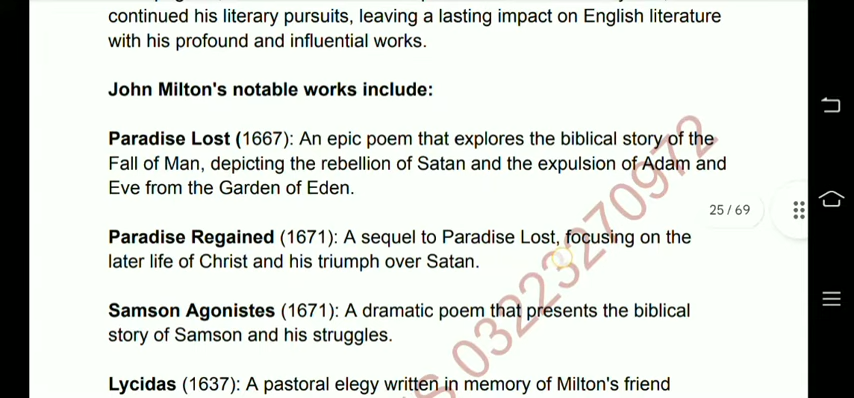 continued his literary pursuits, leaving a lasting impact on English literature
with his profound and influential works.
John Milton's notable works include:
Paradise Lost (1667): An epic poem that explores the biblical story of the
Fall of Man, depicting the rebellion of Satan and the expulsion of Adam and
Eve from the Garden of Eden.
25 / 69
Paradise Regained (1671): A sequel to Paradise Lost, focusing on the
later life of Christ and his triumph over Satan.
Samson Agonistes (1671): A dramatic poem that presents the biblical
story of Samson and his struggles.
Lycidas (1637): A pastoral elegy written in memory of Milton's friend
S 03223270972